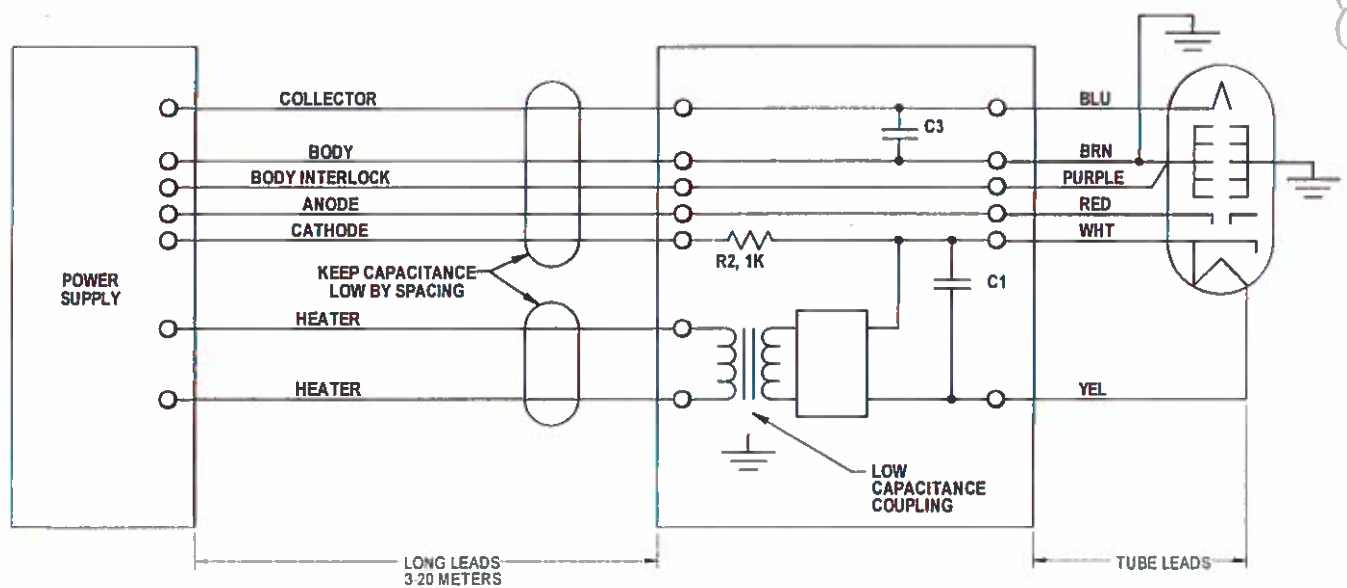 COLLECTOR
BODY
BODY INTERLOCK
ANODE
CATHODE
KEEP CAPACITANCE
LOW BY SPACING
HEATER
HEATER
POWER
SUPPLY
C3
R2, 1K
C1
LOW
CAPACITANCE
COUPLING
BLU
BRN
PURPLE
RED
WHT
YEL
LONG LEADS
3-20 METERS
TUBE LEADS